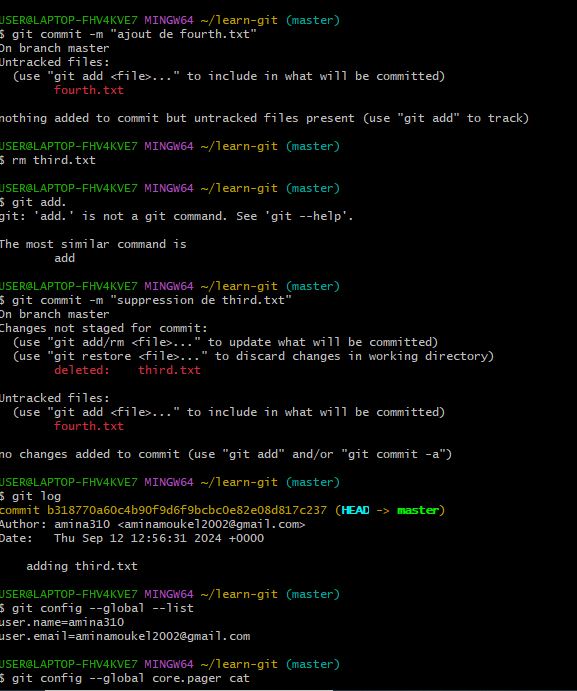 USER@LAPTOP-FHV4KVE7 MINGW64 ~/learn-git (master)
$ git commit -m "ajout de fourth.txt"
On branch master
Untracked files:
  (use "git add <file>..." to include in what will be committed)
        fourth.txt

nothing added to commit but untracked files present (use "git add" to track)

USER@LAPTOP-FHV4KVE7 MINGW64 ~/learn-git (master)
$ rm third.txt

USER@LAPTOP-FHV4KVE7 MINGW64 ~/learn-git (master)
$ git add.
git: 'add.' is not a git command. See 'git --help'.

The most similar command is
        add

USER@LAPTOP-FHV4KVE7 MINGW64 ~/learn-git (master)
$ git commit -m "suppression de third.txt"
On branch master
Changes not staged for commit:
  (use "git add/rm <file>..." to update what will be committed)
  (use "git restore <file>..." to discard changes in working directory)
        deleted:    third.txt

Untracked files:
  (use "git add <file>..." to include in what will be committed)
        fourth.txt

no changes added to commit (use "git add" and/or "git commit -a")

USER@LAPTOP-FHV4KVE7 MINGW64 ~/learn-git (master)
$ git log
commit b318770a60c4b90f9d6f9bcbc0e82e08d817c237 (HEAD -> master)
Author: amina310 <aminamoukel2002@gmail.com>
Date:   Thu Sep 12 12:56:31 2024 +0000

    adding third.txt

USER@LAPTOP-FHV4KVE7 MINGW64 ~/learn-git (master)
$ git config --global --list
user.name=amina310
user.email=aminamoukel2002@gmail.com

USER@LAPTOP-FHV4KVE7 MINGW64 ~/learn-git (master)
$ git config --global core.pager cat